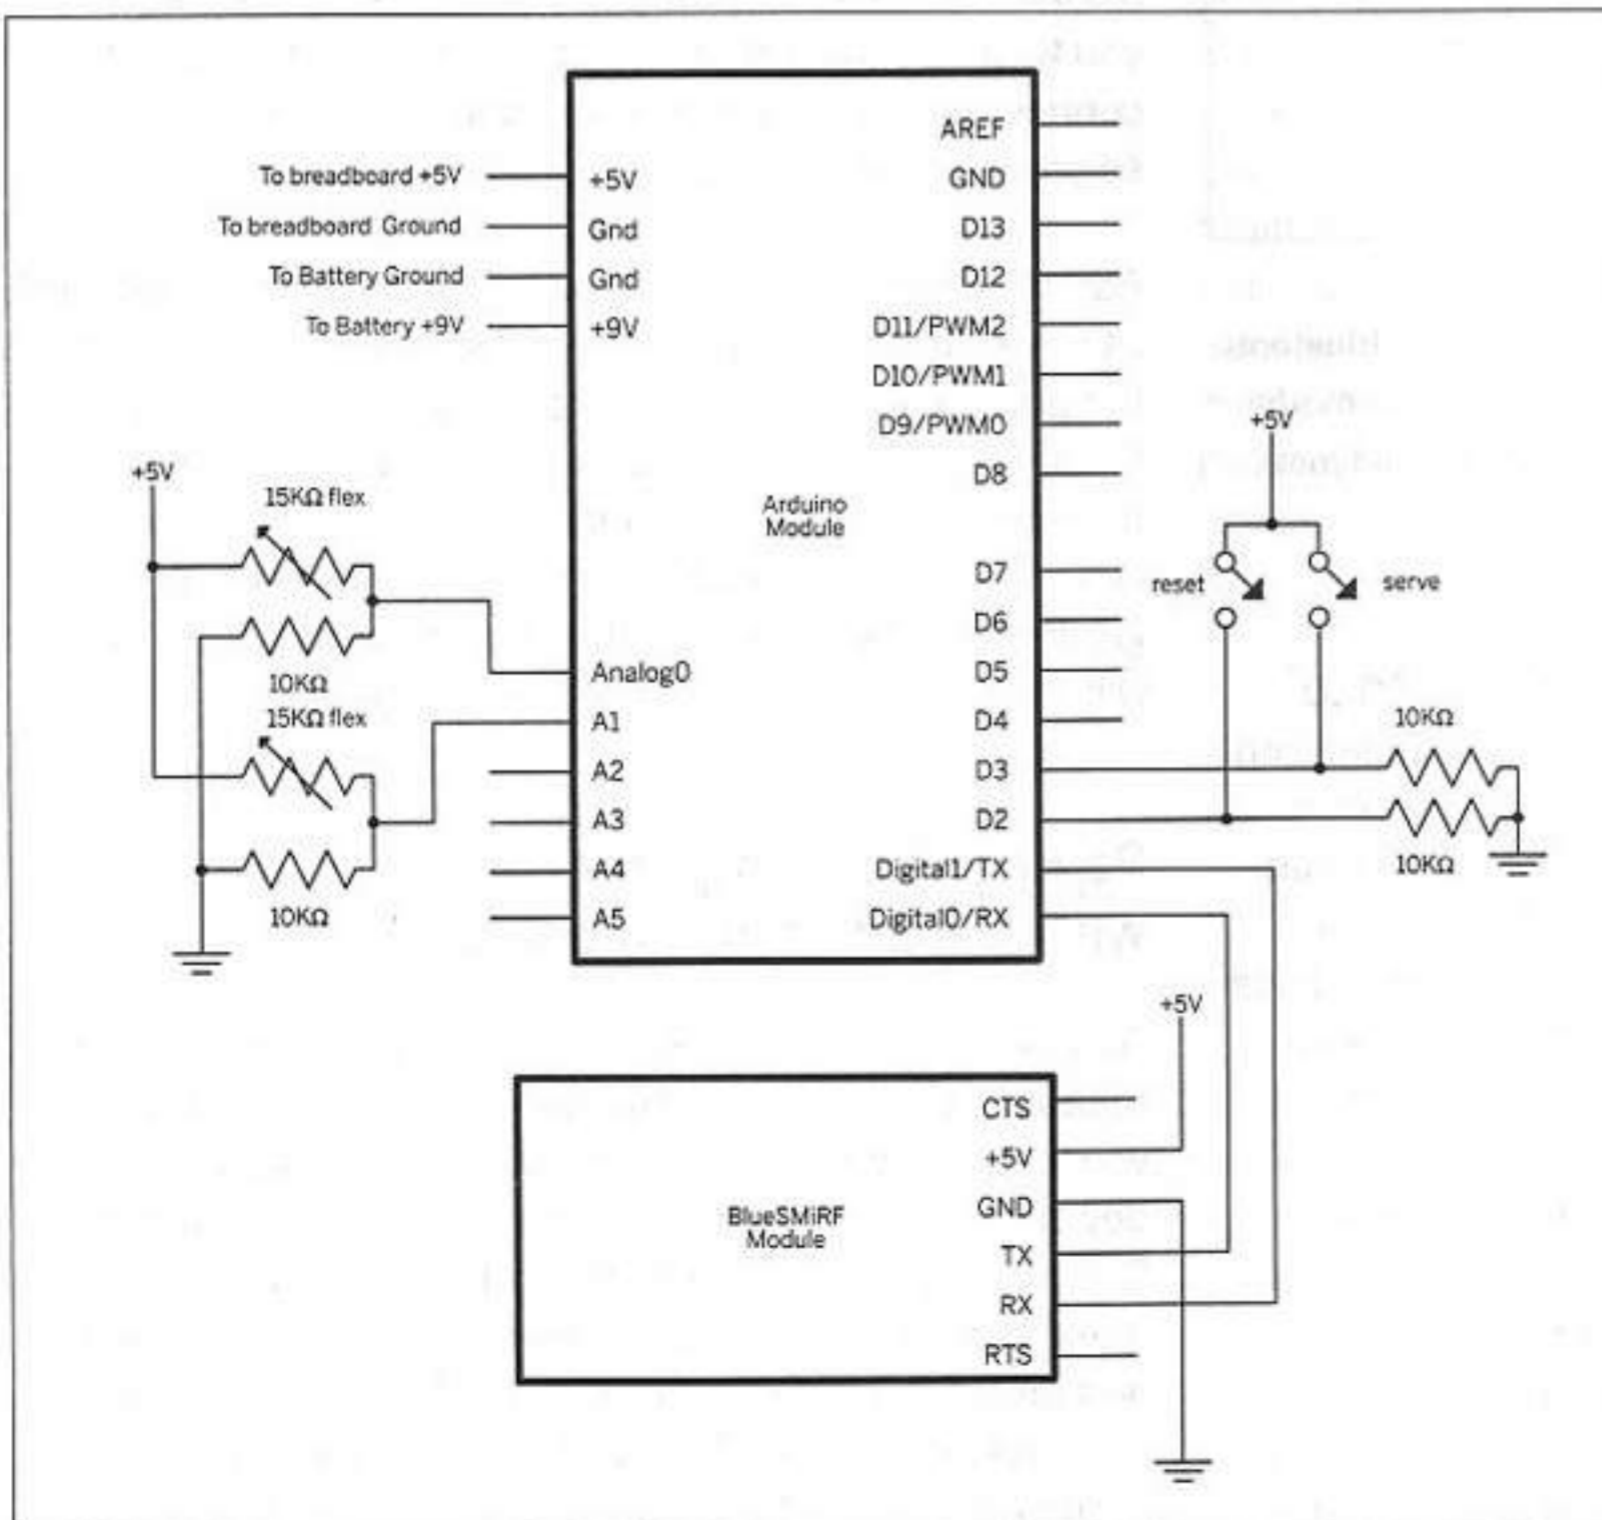 To breadboard +5V
To breadboard Ground
To Battery Ground
To Battery +9V
+5V
Gnd
Gnd
+9V
Arduino
Module
AREF
GND
D13
D12
D11/PWM2
D10/PWM1
D9/PWM0
D8
D7
D6
D5
D4
D3
D2
Digital1/TX
Digital0/RX
Analog0
A1
A2
A3
A4
A5
+5V
15KΩ flex
10KΩ
15KΩ flex
10KΩ
+5V
reset
serve
10KΩ
10KΩ
+5V
BlueSMiRF
Module
CTS
+5V
GND
TX
RX
RTS